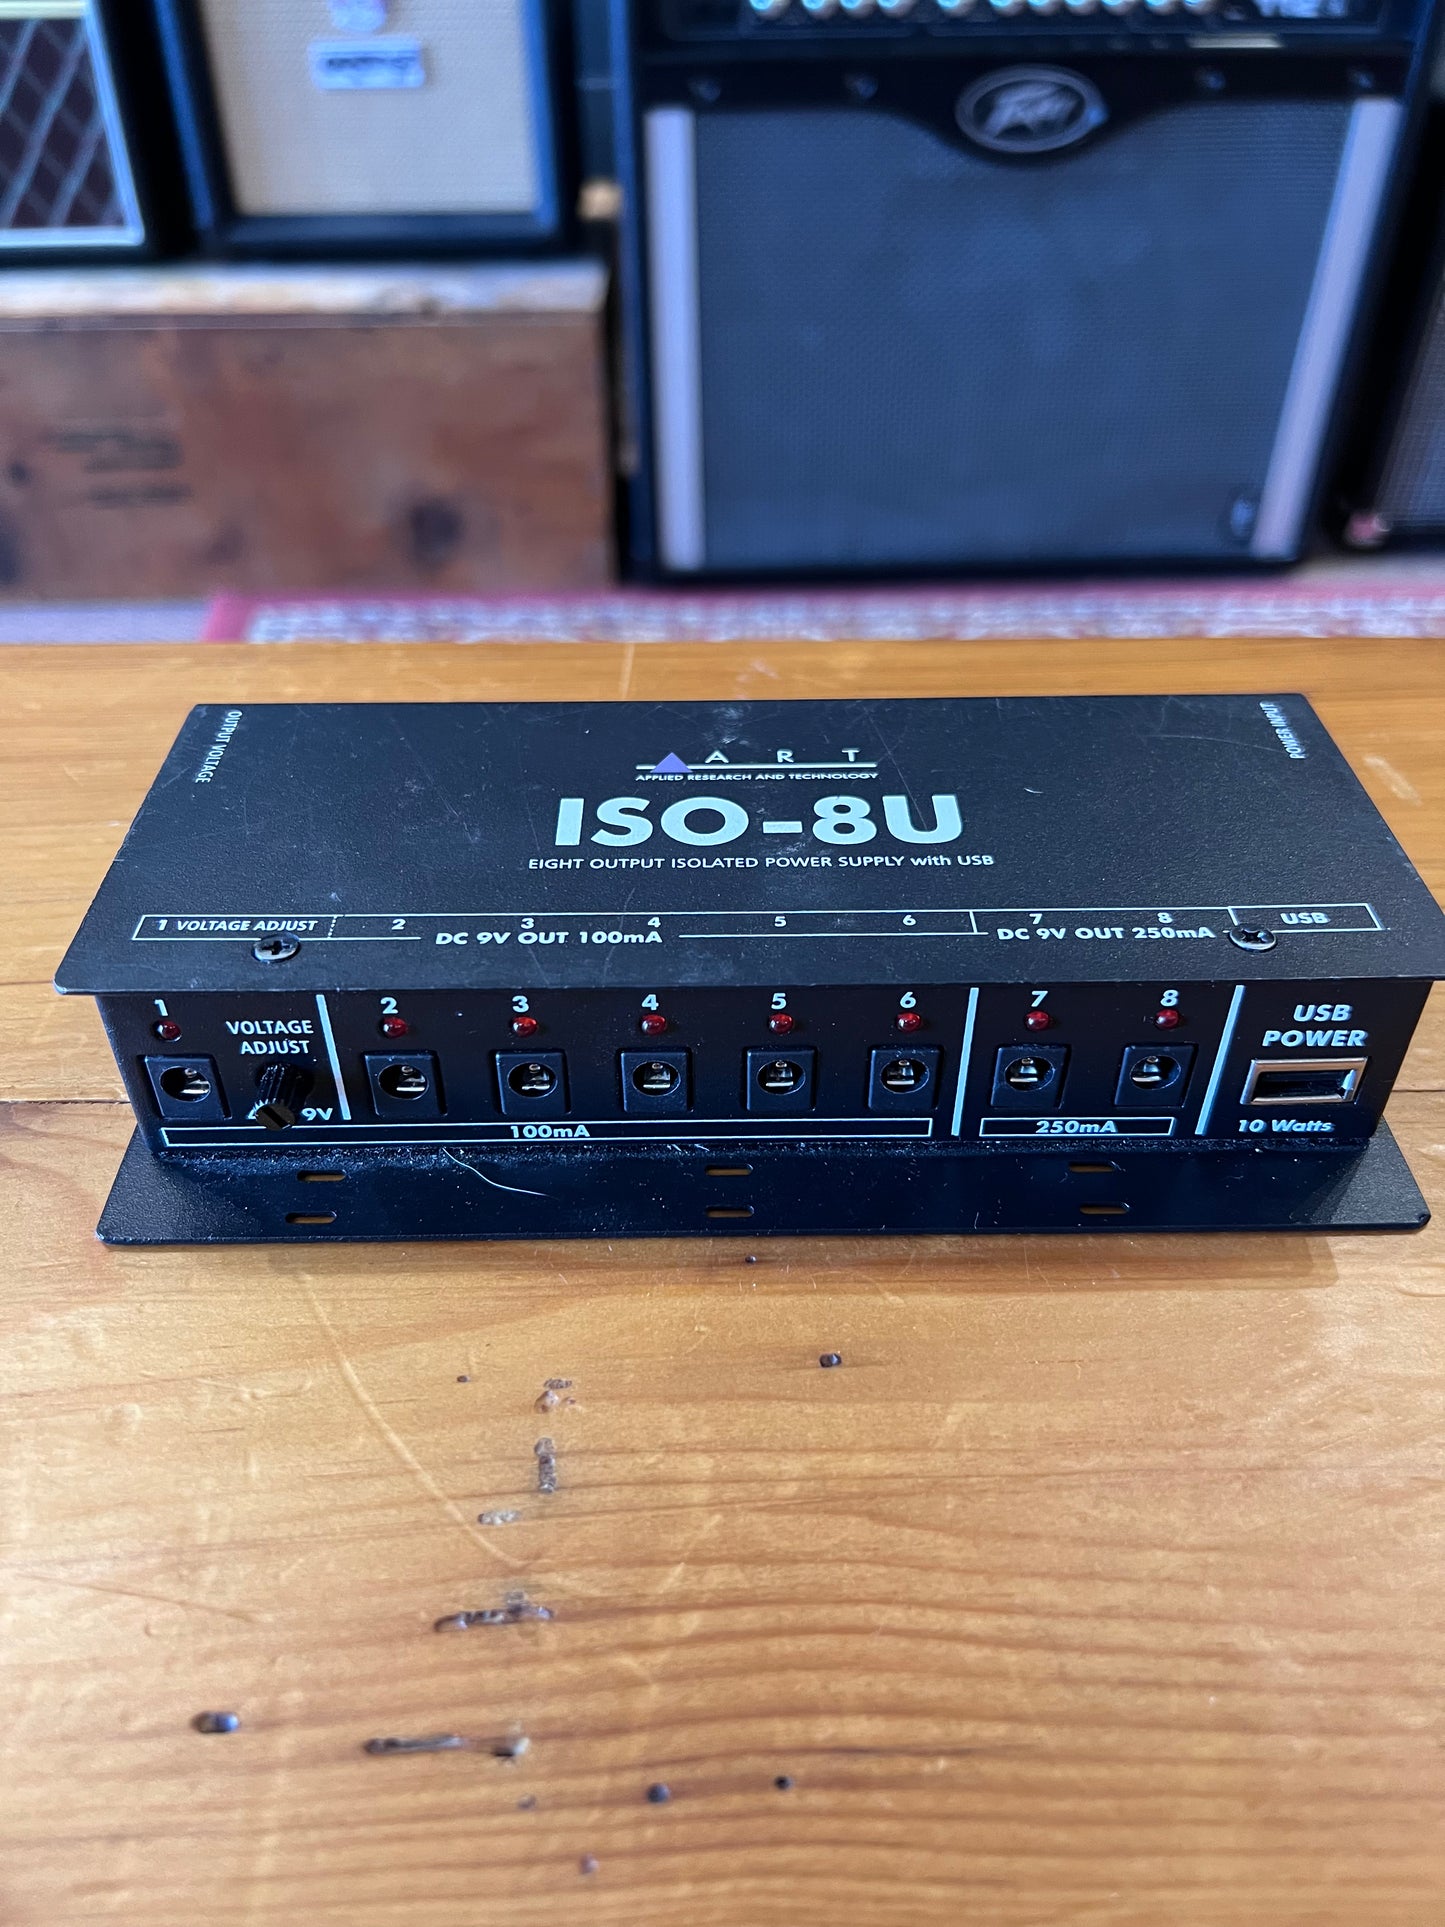 Peavey
OUTPUT VOLTAGE
POWER INPUT
ART
APPLIED RESEARCH AND TECHNOLOGY
ISO-8U
EIGHT OUTPUT ISOLATED POWER SUPPLY with USB
1 VOLTAGE ADJUST 2 3 4 5 6 7 8 USB
DC 9V OUT 100mA DC 9V OUT 250mA
1 2 3 4 5 6 7 8 USB
VOLTAGE POWER
ADJUST
9V
100mA 250mA 10 Watts